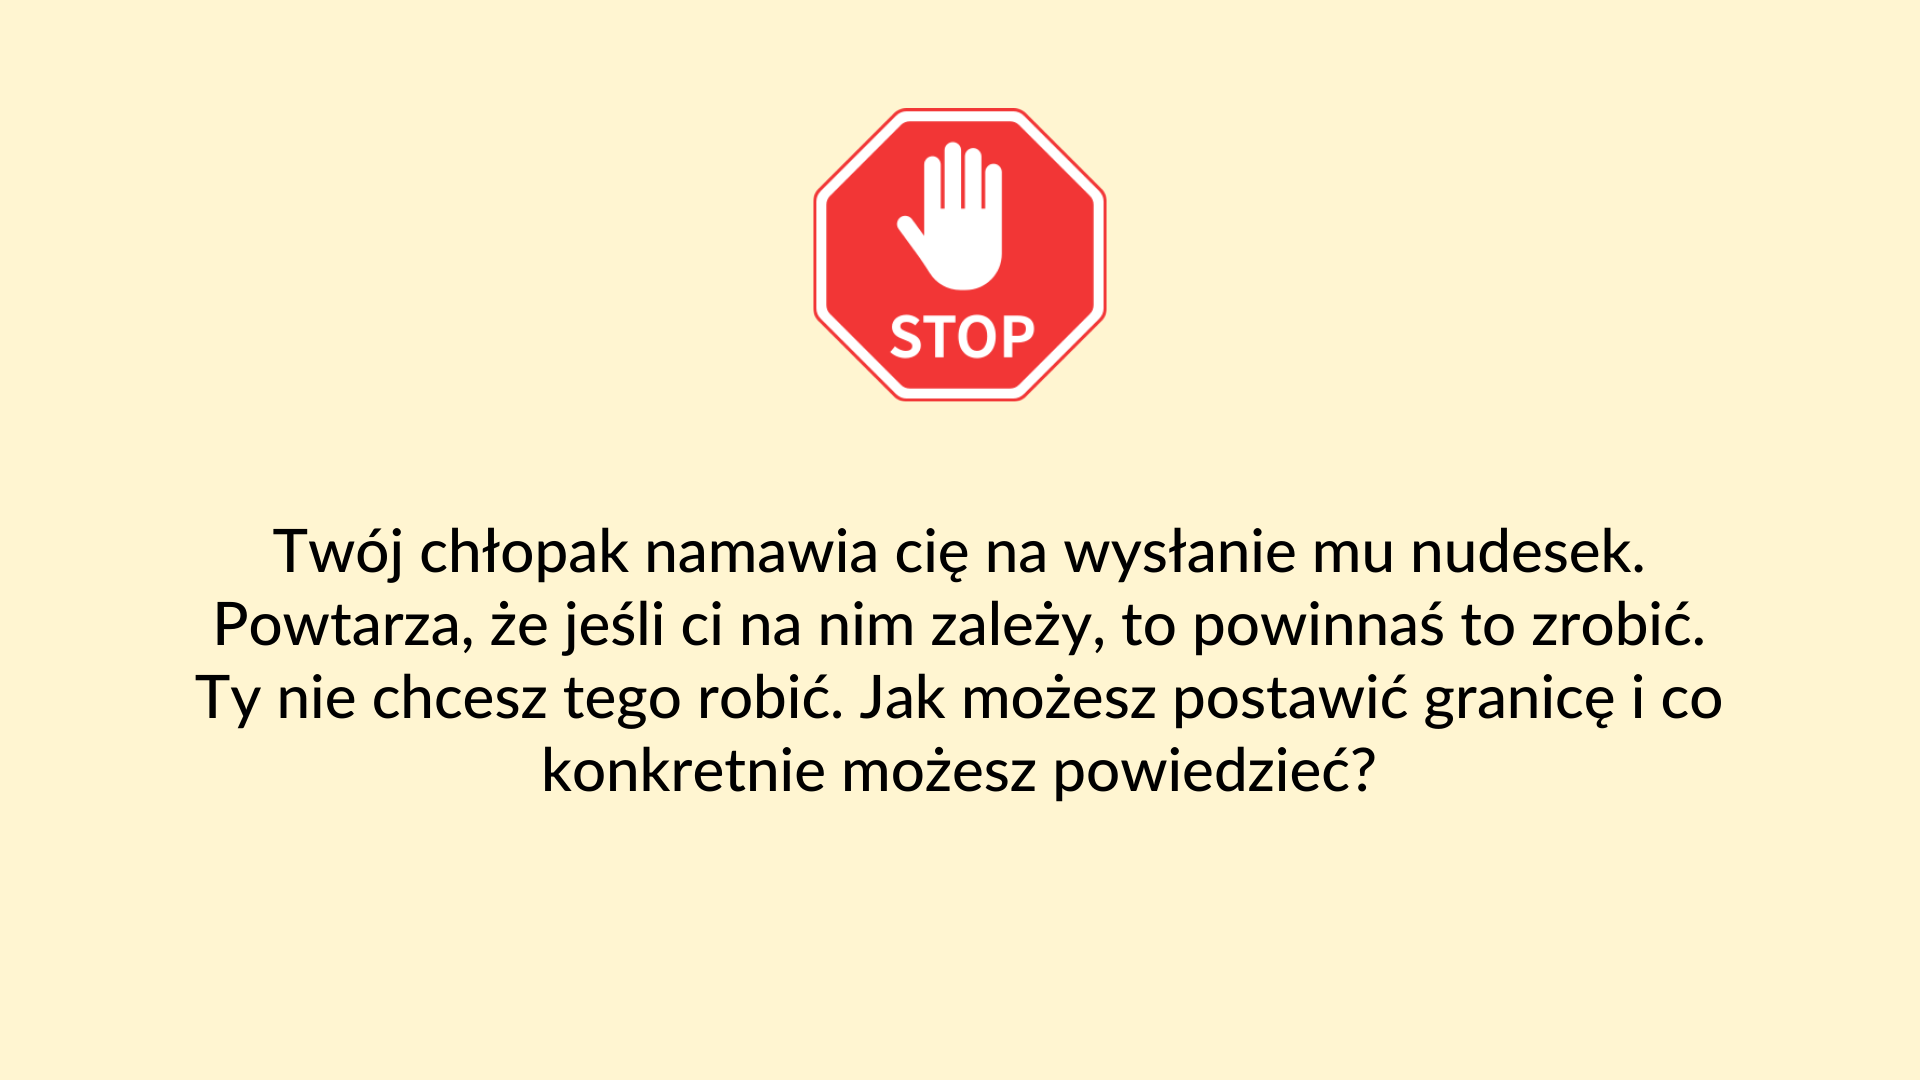 STOP
Twój chłopak namawia cię na wysłanie mu nudesek.
Powtarza, że jeśli ci na nim zależy, to powinnaś to zrobić.
Ty nie chcesz tego robić. Jak możesz postawić granicę i co
konkretnie możesz powiedzieć?